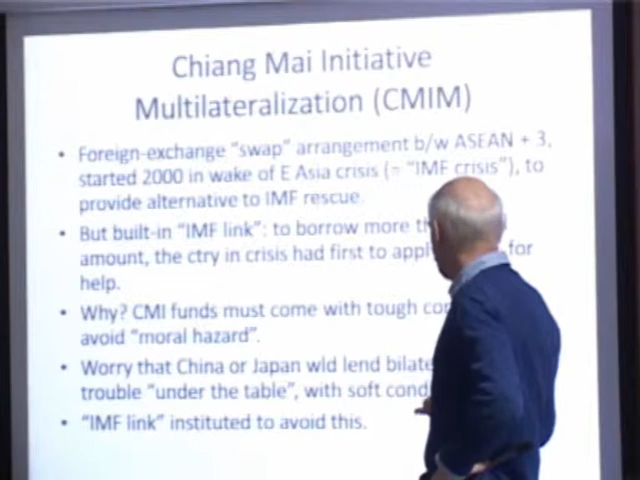 Chiang Mai Initiative
Multilateralization (CMIM)
• Foreign-exchange “swap” arrangement b/w ASEAN + 3,
started 2000 in wake of E Asia crisis (= “IMF crisis”), to
provide alternative to IMF rescue.
• But built-in “IMF link”: to borrow more
amount, the ctry in crisis had first to for
help.
• Why? CMI funds must come with tough
avoid “moral hazard”.
• Worry that China or Japan wld lend
trouble “under the table”, with soft
• “IMF link” instituted to avoid this.